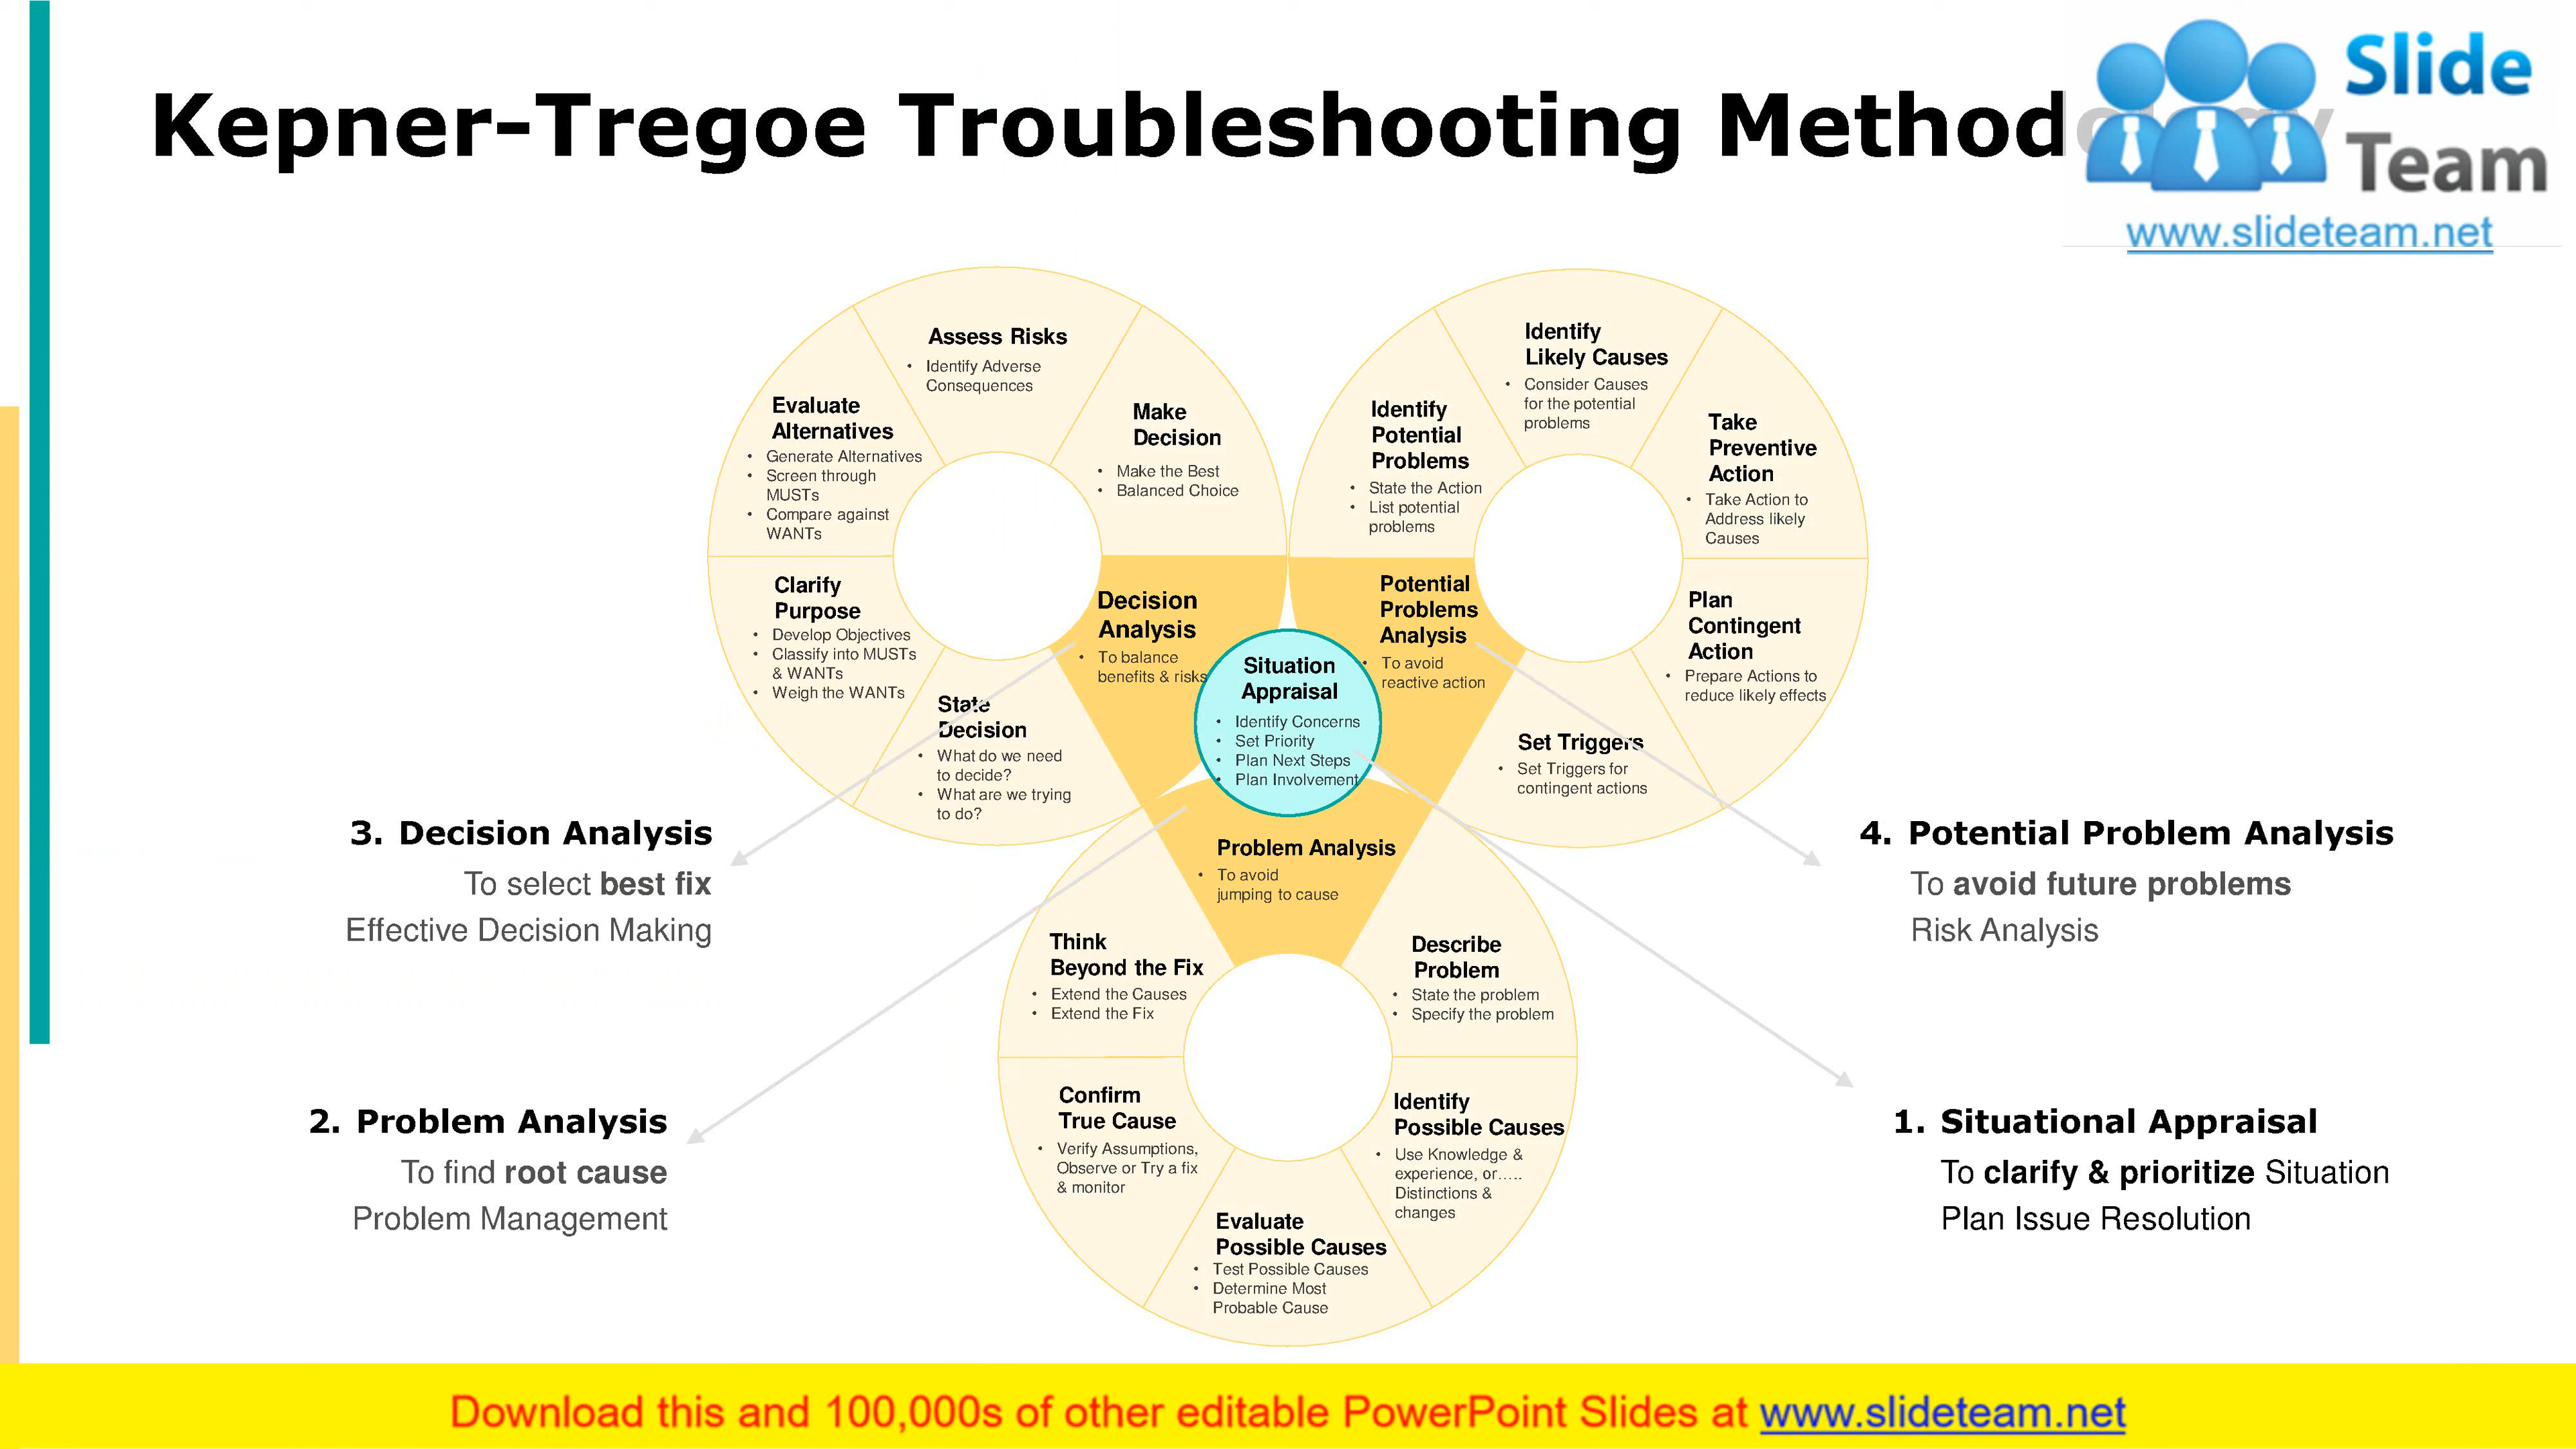 Kepner-Tregoe Troubleshooting Methodology
Slide
Team
www.slideteam.net
Assess Risks
• Identify Adverse
Consequences
Evaluate
Alternatives
• Generate Alternatives
• Screen through
MUSTs
• Compare against
WANTs
Make
Decision
• Make the Best
• Balanced Choice
Clarify
Purpose
• Develop Objectives
• Classify into MUSTs
& WANTs
• Weigh the WANTs
State
Decision
• What do we need
to decide?
• What are we trying
to do?
Decision
Analysis
• To balance
benefits & risks
Identify
Likely Causes
• Consider Causes
for the potential
problems
Identify
Potential
Problems
• State the Action
• List potential
problems
Take
Preventive
Action
• Take Action to
Address likely
Causes
Potential
Problems
Analysis
• To avoid
reactive action
Plan
Contingent
Action
• Prepare Actions to
reduce likely effects
Set Triggers
• Set Triggers for
contingent actions
Situation
Appraisal
• Identify Concerns
• Set Priority
• Plan Next Steps
• Plan Involvement
Problem Analysis
• To avoid
jumping to cause
Think
Beyond the Fix
• Extend the Causes
• Extend the Fix
Describe
Problem
• State the problem
• Specify the problem
Confirm
True Cause
• Verify Assumptions,
Observe or Try a fix
& monitor
Identify
Possible Causes
• Use Knowledge &
experience, or.....
Distinctions &
changes
Evaluate
Possible Causes
• Test Possible Causes
• Determine Most
Probable Cause
3. Decision Analysis
To select best fix
Effective Decision Making
4. Potential Problem Analysis
To avoid future problems
Risk Analysis
2. Problem Analysis
To find root cause
Problem Management
1. Situational Appraisal
To clarify & prioritize Situation
Plan Issue Resolution
Download this and 100,000s of other editable PowerPoint Slides at www.slideteam.net